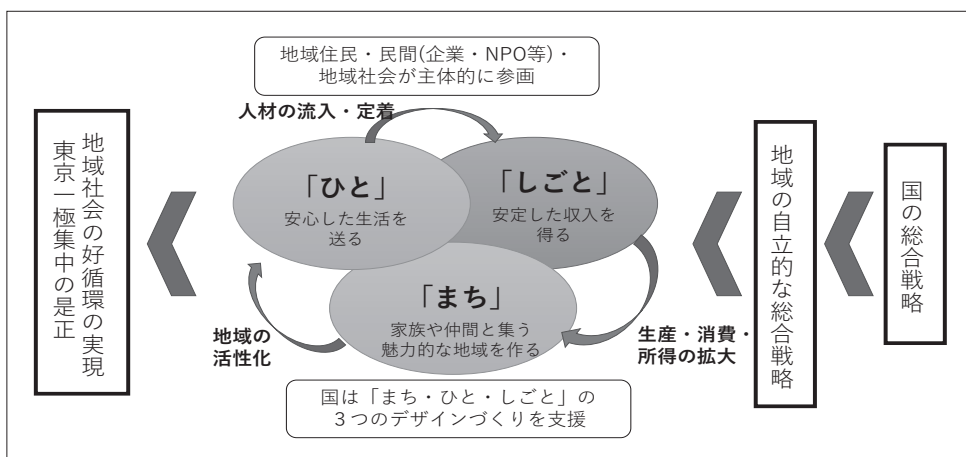 地域住民・民間(企業・NPO等)・
地域社会が主体的に参画
人材の流入・定着
「ひと」
安心した生活を
送る
「しごと」
安定した収入を
得る
「まち」
家族や仲間と集う
魅力的な地域を作る
地域の
活性化
生産・消費・
所得の拡大
国は「まち・ひと・しごと」の
３つのデザインづくりを支援
国の総合戦略
地域の自立的な総合戦略
地域社会の好循環の実現
東京一極集中の是正